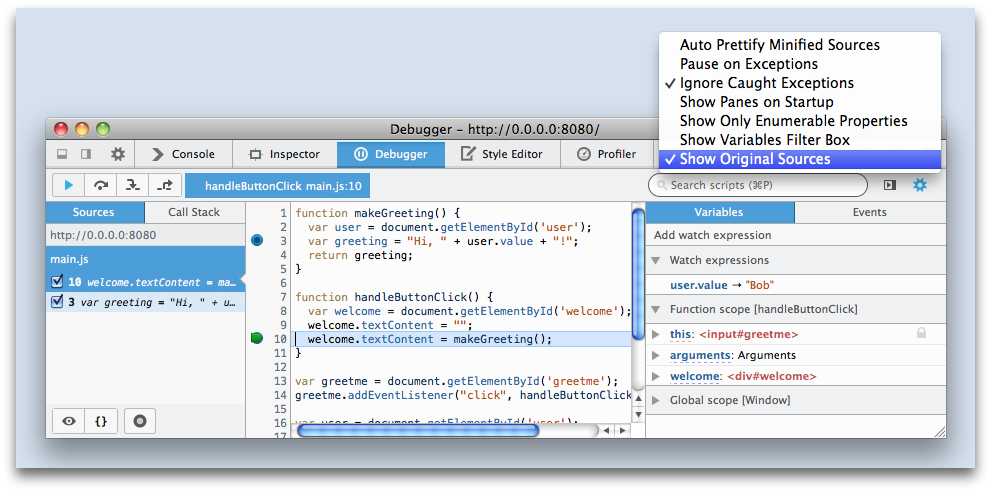 Auto Prettify Minified Sources
Pause on Exceptions
Ignore Caught Exceptions
Show Panes on Startup
Show Only Enumerable Properties
Show Variables Filter Box
Show Original Sources
Debugger - http://0.0.0.0:8080/
Console
Inspector
Debugger
Style Editor
Profiler
handleButtonClick main.js:10
Search scripts (⌘P)
Sources
Call Stack
http://0.0.0.0:8080
main.js
10 welcome.textContent = ma…
3 var greeting = "Hi, " + u…
{}
1 function makeGreeting() {
2 var user = document.getElementById('user');
3 var greeting = "Hi, " + user.value + "!";
4 return greeting;
5 }
6
7 function handleButtonClick() {
8 var welcome = document.getElementById('welcome');
9 welcome.textContent = "";
10 welcome.textContent = makeGreeting();
11 }
12
13 var greetme = document.getElementById('greetme');
14 greetme.addEventListener("click", handleButtonClick
15
16 var user = document.getElementById('user');
17
Variables
Events
Add watch expression
Watch expressions
user.value → "Bob"
Function scope [handleButtonClick]
this: <input#greetme>
arguments: Arguments
welcome: <div#welcome>
Global scope [Window]